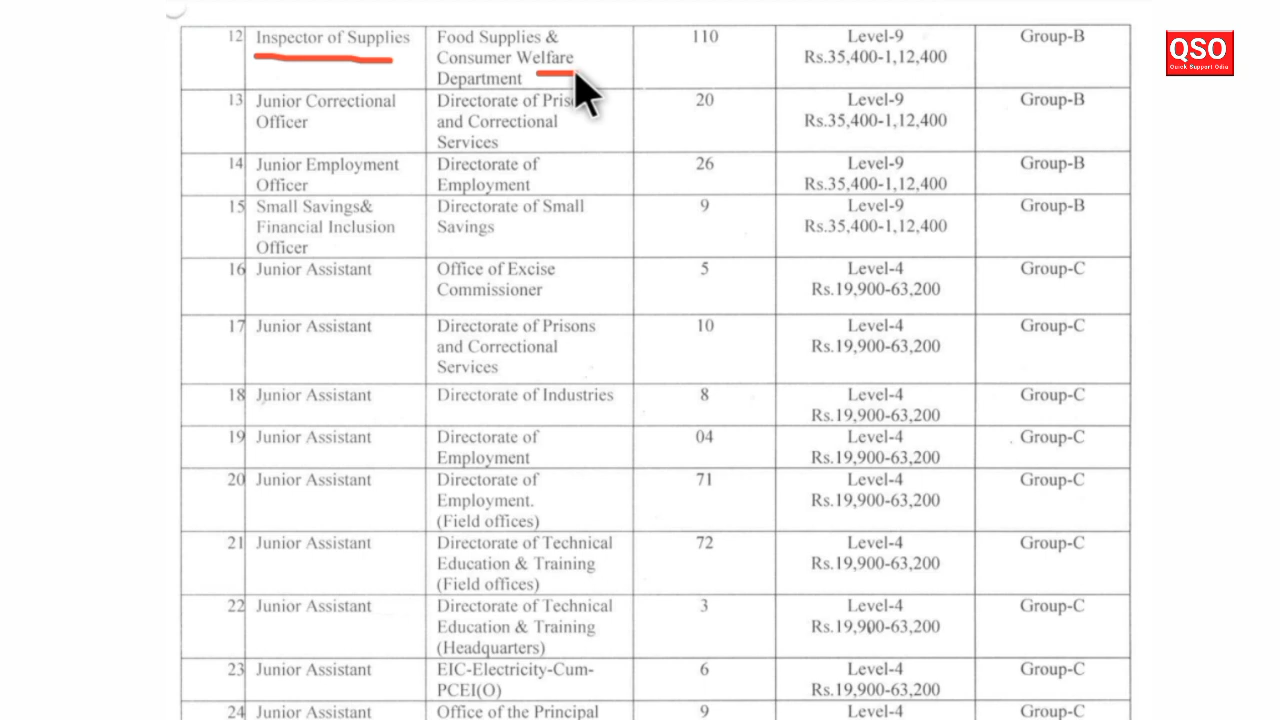 12 Inspector of Supplies Food Supplies & 110 Level-9 Group-B
Consumer Welfare Rs.35,400-1,12,400
Department
13 Junior Correctional Directorate of 20 Level-9 Group-B
Officer and Correctional Rs.35,400-1,12,400
Services
14 Junior Employment Directorate of 26 Level-9 Group-B
Officer Employment Rs.35,400-1,12,400
15 Small Savings& Directorate of Small 9 Level-9 Group-B
Financial Inclusion Savings Rs.35,400-1,12,400
Officer
16 Junior Assistant Office of Excise 5 Level-4 Group-C
Commissioner Rs.19,900-63,200
17 Junior Assistant Directorate of Prisons 10 Level-4 Group-C
and Correctional Rs.19,900-63,200
Services
18 Junior Assistant Directorate of Industries 8 Level-4 Group-C
Rs.19,900-63,200
19 Junior Assistant Directorate of 04 Level-4 Group-C
Employment Rs.19,900-63,200
20 Junior Assistant Directorate of 71 Level-4 Group-C
Employment. Rs.19,900-63,200
(Field offices)
21 Junior Assistant Directorate of Technical 72 Level-4 Group-C
Education & Training Rs.19,900-63,200
(Field offices)
22 Junior Assistant Directorate of Technical 3 Level-4 Group-C
Education & Training Rs.19,900-63,200
(Headquarters)
23 Junior Assistant EIC-Electricity-Cum- 6 Level-4 Group-C
PCEI(O) Rs.19,900-63,200
24 Junior Assistant Office of the Principal 9 Level-4 Group-C
QSO
Quick Support Odia